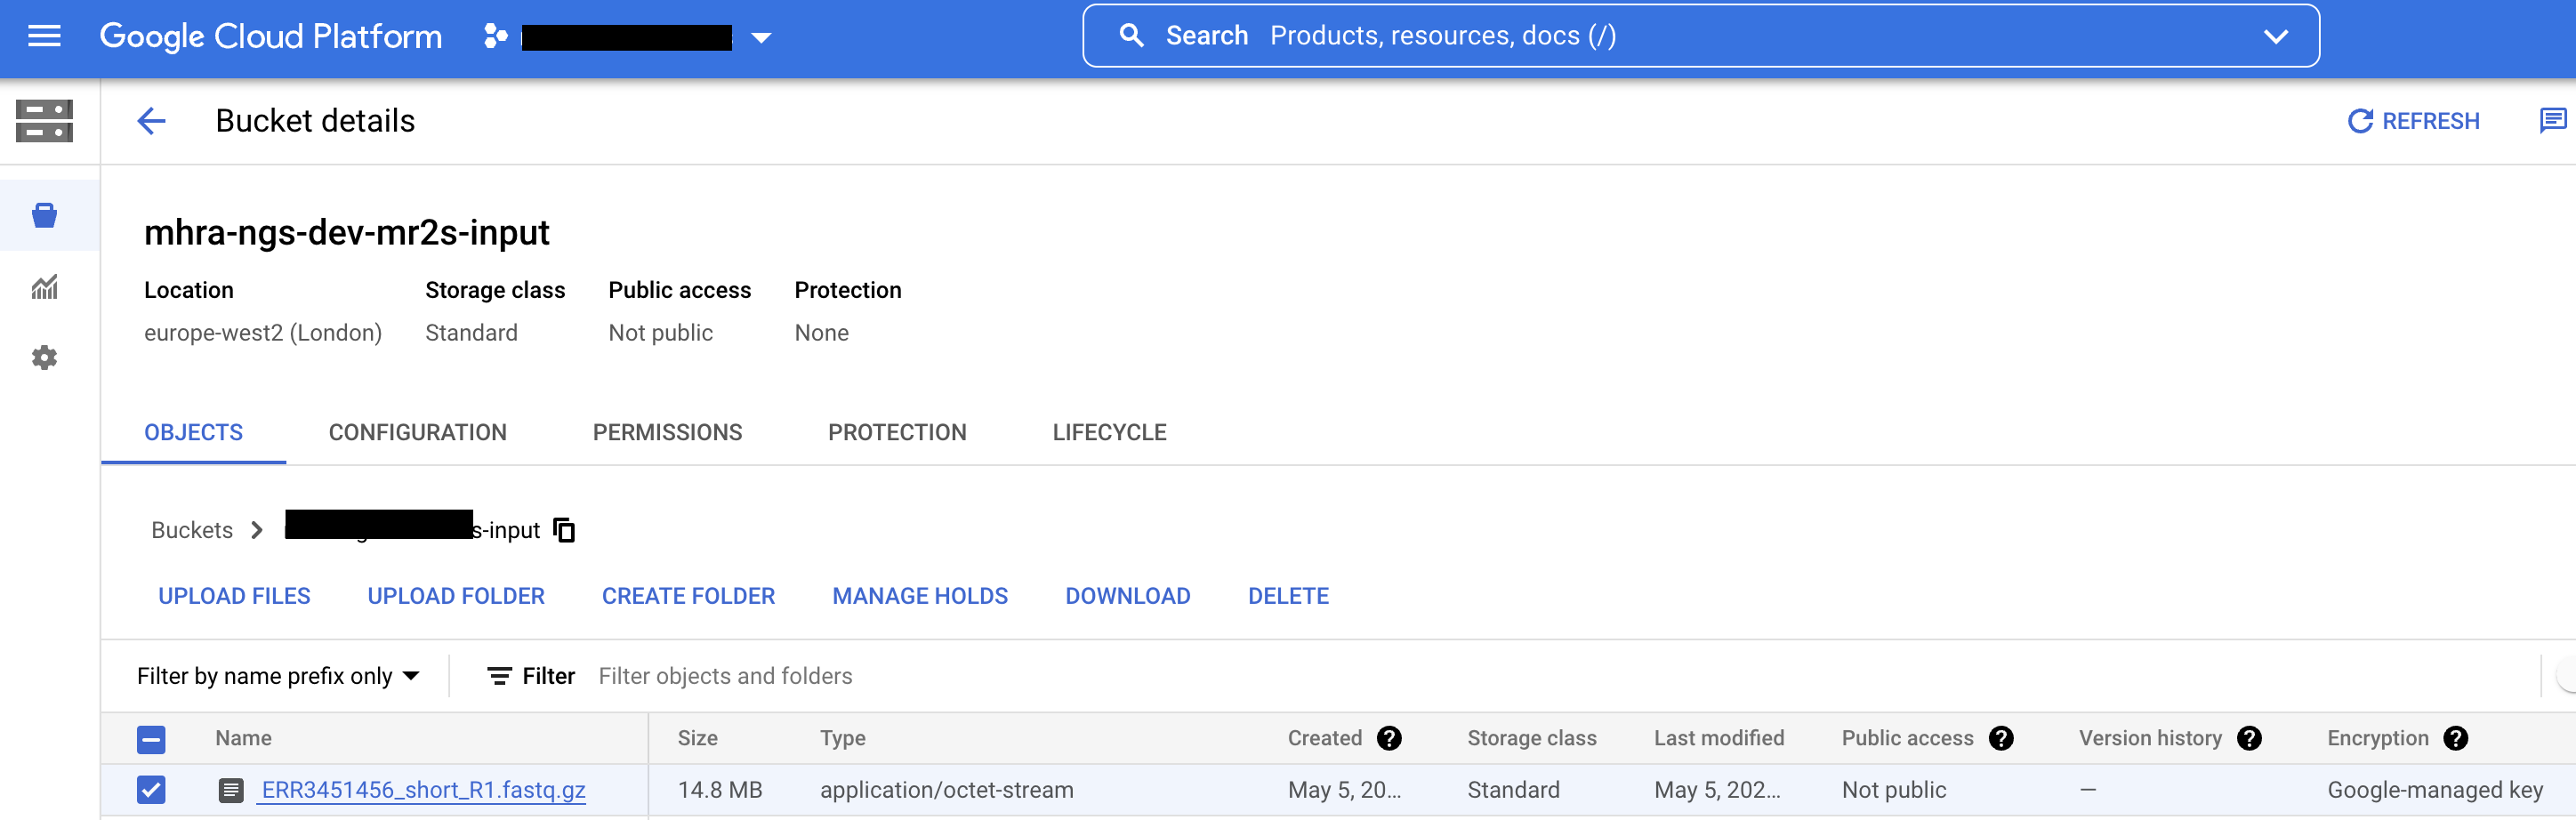 Google Cloud Platform
Search Products, resources, docs (/)
Bucket details
REFRESH
mhra-ngs-dev-mr2s-input
Location Storage class Public access Protection
europe-west2 (London) Standard Not public None
OBJECTS CONFIGURATION PERMISSIONS PROTECTION LIFECYCLE
Buckets s-input
UPLOAD FILES UPLOAD FOLDER CREATE FOLDER MANAGE HOLDS DOWNLOAD DELETE
Filter by name prefix only Filter Filter objects and folders
Name Size Type Created Storage class Last modified Public access Version history Encryption
ERR3451456_short_R1.fastq.gz 14.8 MB application/octet-stream May 5, 20... Standard May 5, 202... Not public — Google-managed key